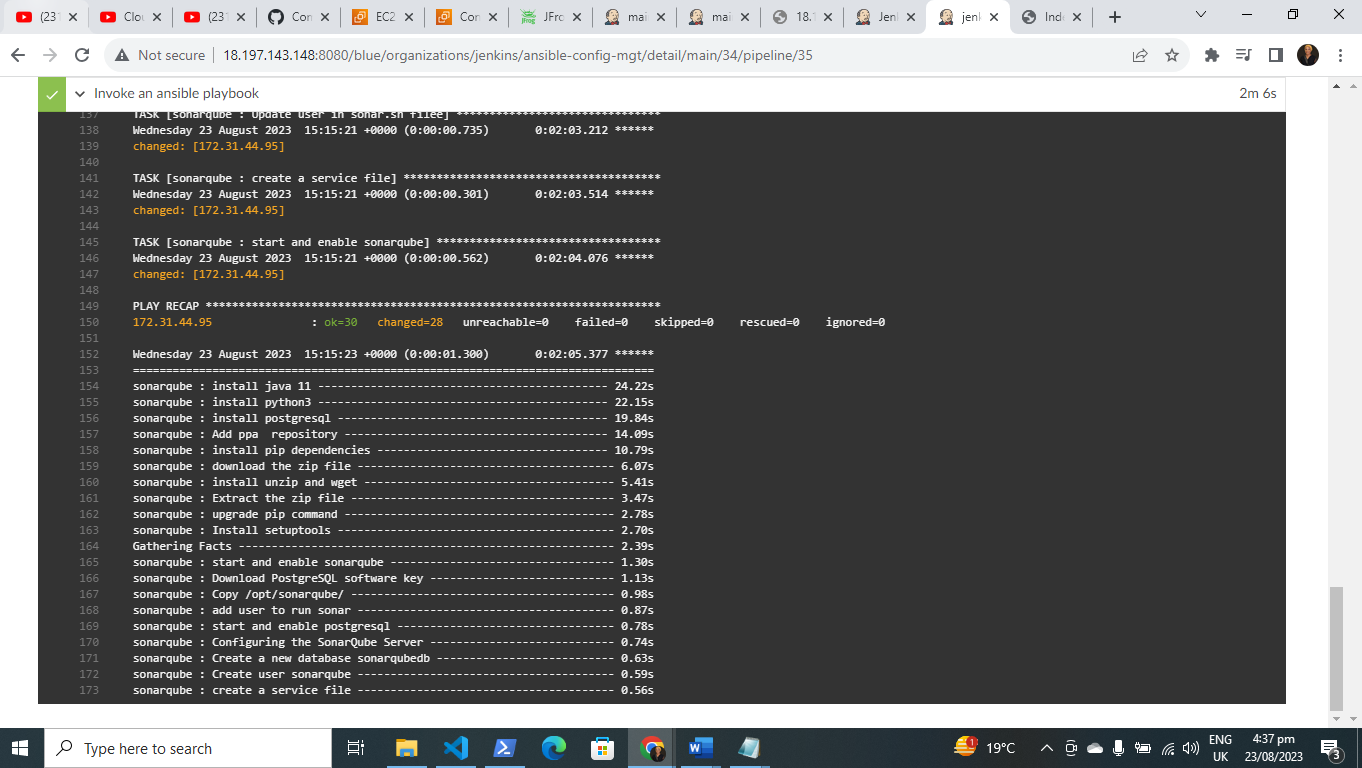 (231
Clou
(231
Con
EC2
Con
JFro
mai
mai
18.1
Jenl
jenl
Inde
Not secure
18.197.143.148:8080/blue/organizations/jenkins/ansible-config-mgt/detail/main/34/pipeline/35
Invoke an ansible playbook 2m 6s
137 TASK [sonarqube : Update user in sonar.sh filee] *******************************
138 Wednesday 23 August 2023  15:15:21 +0000 (0:00:00.735)       0:02:03.212 ******
139 changed: [172.31.44.95]
140
141 TASK [sonarqube : create a service file] ***************************************
142 Wednesday 23 August 2023  15:15:21 +0000 (0:00:00.301)       0:02:03.514 ******
143 changed: [172.31.44.95]
144
145 TASK [sonarqube : start and enable sonarqube] **********************************
146 Wednesday 23 August 2023  15:15:21 +0000 (0:00:00.562)       0:02:04.076 ******
147 changed: [172.31.44.95]
148
149 PLAY RECAP *********************************************************************
150 172.31.44.95               : ok=30   changed=28   unreachable=0    failed=0    skipped=0    rescued=0    ignored=0
151
152 Wednesday 23 August 2023  15:15:23 +0000 (0:00:01.300)       0:02:05.377 ******
153 ===============================================================================
154 sonarqube : install java 11 -------------------------------------------- 24.22s
155 sonarqube : install python3 -------------------------------------------- 22.15s
156 sonarqube : install postgresql ----------------------------------------- 19.84s
157 sonarqube : Add ppa  repository ---------------------------------------- 14.09s
158 sonarqube : install pip dependencies ----------------------------------- 10.79s
159 sonarqube : download the zip file --------------------------------------- 6.07s
160 sonarqube : install unzip and wget -------------------------------------- 5.41s
161 sonarqube : Extract the zip file ---------------------------------------- 3.47s
162 sonarqube : upgrade pip command ----------------------------------------- 2.78s
163 sonarqube : Install setuptools ------------------------------------------ 2.70s
164 Gathering Facts --------------------------------------------------------- 2.39s
165 sonarqube : start and enable sonarqube ---------------------------------- 1.30s
166 sonarqube : Download PostgreSQL software key ---------------------------- 1.13s
167 sonarqube : Copy /opt/sonarqube/ ---------------------------------------- 0.98s
168 sonarqube : add user to run sonar --------------------------------------- 0.87s
169 sonarqube : start and enable postgresql --------------------------------- 0.78s
170 sonarqube : Configuring the SonarQube Server ---------------------------- 0.74s
171 sonarqube : Create a new database sonarqubedb --------------------------- 0.63s
172 sonarqube : Create user sonarqube --------------------------------------- 0.59s
173 sonarqube : create a service file --------------------------------------- 0.56s
Type here to search
1
19°C
ENG
UK
4:37 pm
23/08/2023
3